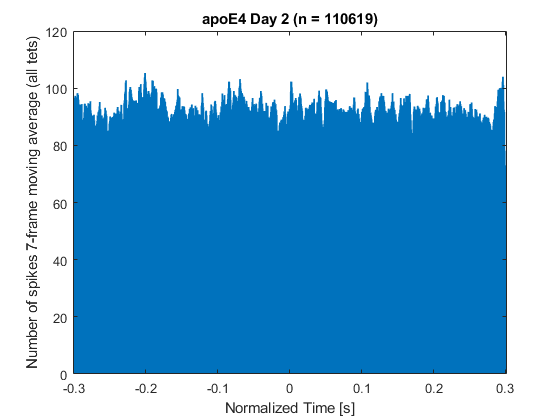 apoE4 Day 2 (n = 110619)
Number of spikes 7-frame moving average (all tets)
120
100
80
60
40
20
0
-0.3 -0.2 -0.1 0 0.1 0.2 0.3
Normalized Time [s]